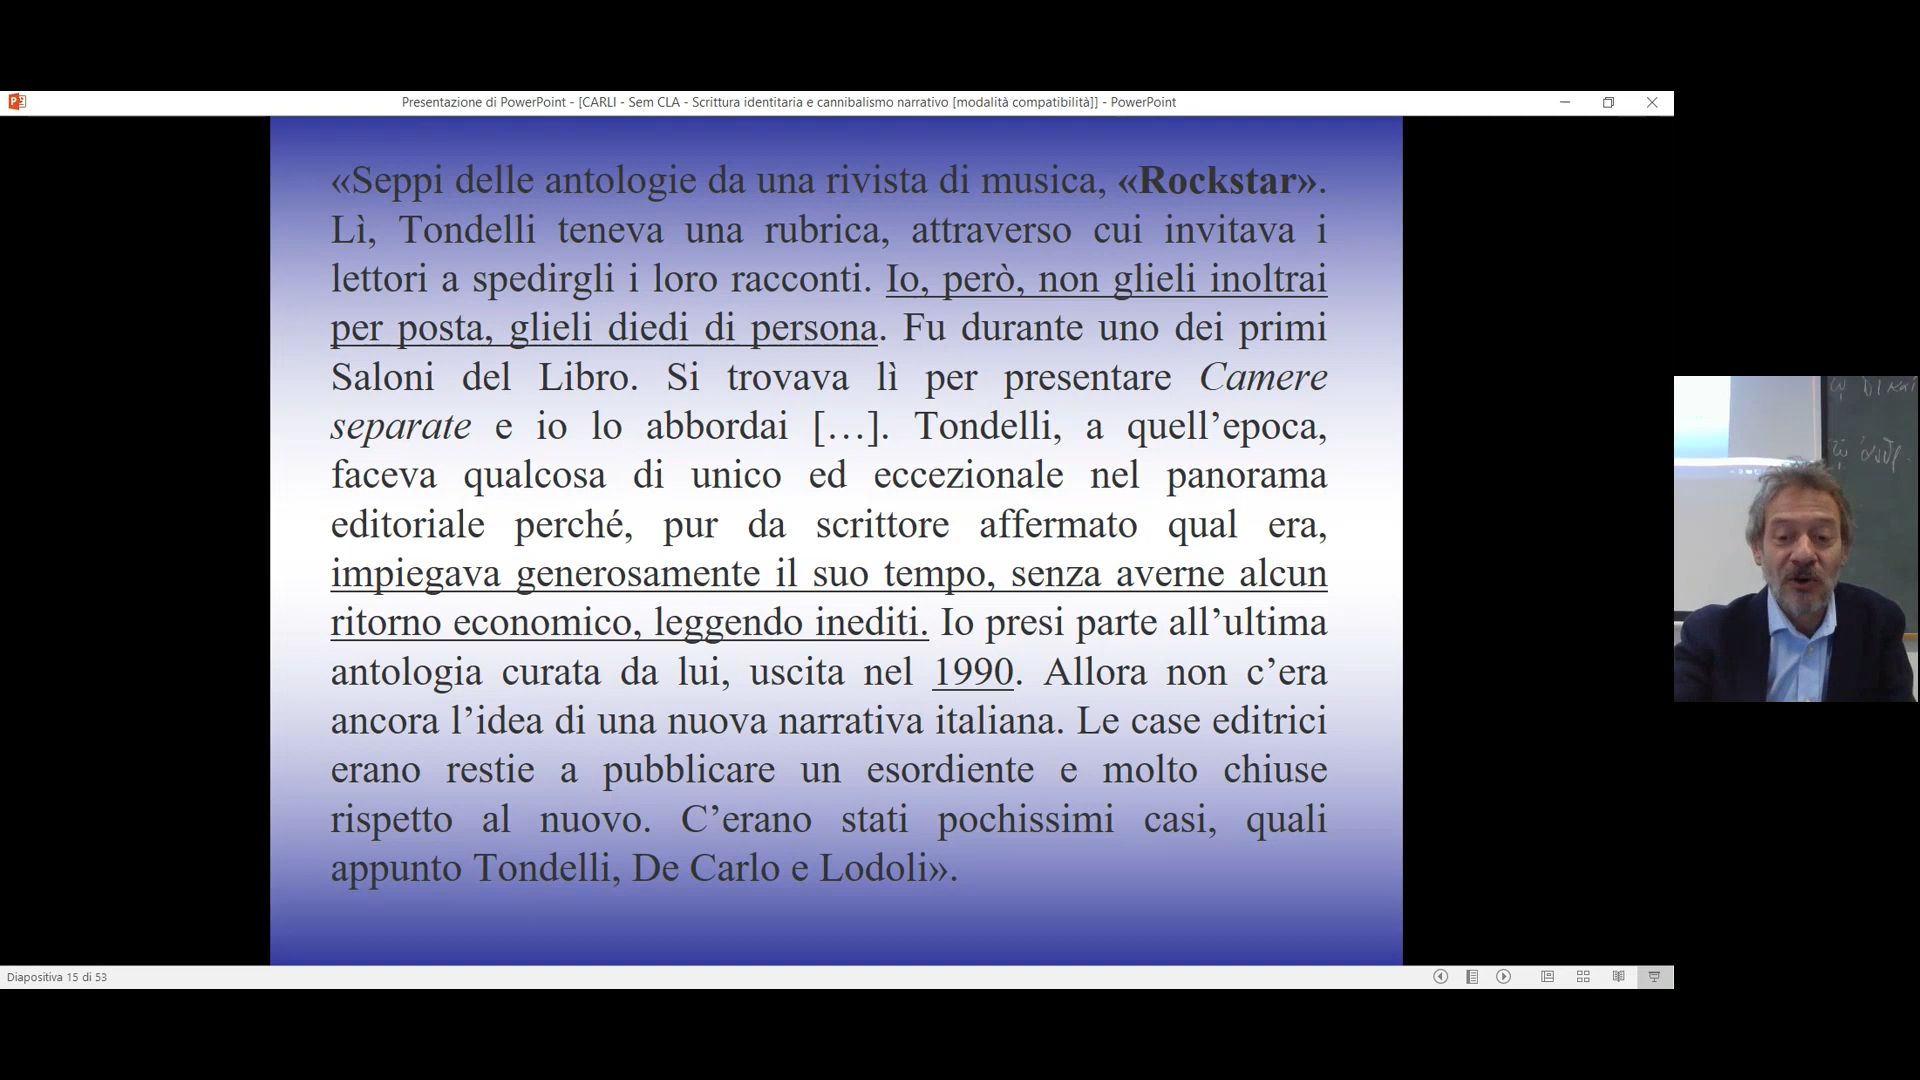 Presentazione di PowerPoint - [CARLI - Sem CLA - Scrittura identitaria e cannibalismo narrativo [modalità compatibilità]] - PowerPoint
«Seppi delle antologie da una rivista di musica, «Rockstar».
Lì, Tondelli teneva una rubrica, attraverso cui invitava i
lettori a spedirgli i loro racconti. Io, però, non glieli inoltrai
per posta, glieli diedi di persona. Fu durante uno dei primi
Saloni del Libro. Si trovava lì per presentare Camere
separate e io lo abbordai […]. Tondelli, a quell’epoca,
faceva qualcosa di unico ed eccezionale nel panorama
editoriale perché, pur da scrittore affermato qual era,
impiegava generosamente il suo tempo, senza averne alcun
ritorno economico, leggendo inediti. Io presi parte all’ultima
antologia curata da lui, uscita nel 1990. Allora non c’era
ancora l’idea di una nuova narrativa italiana. Le case editrici
erano restie a pubblicare un esordiente e molto chiuse
rispetto al nuovo. C’erano stati pochissimi casi, quali
appunto Tondelli, De Carlo e Lodoli».
Diapositiva 15 di 53